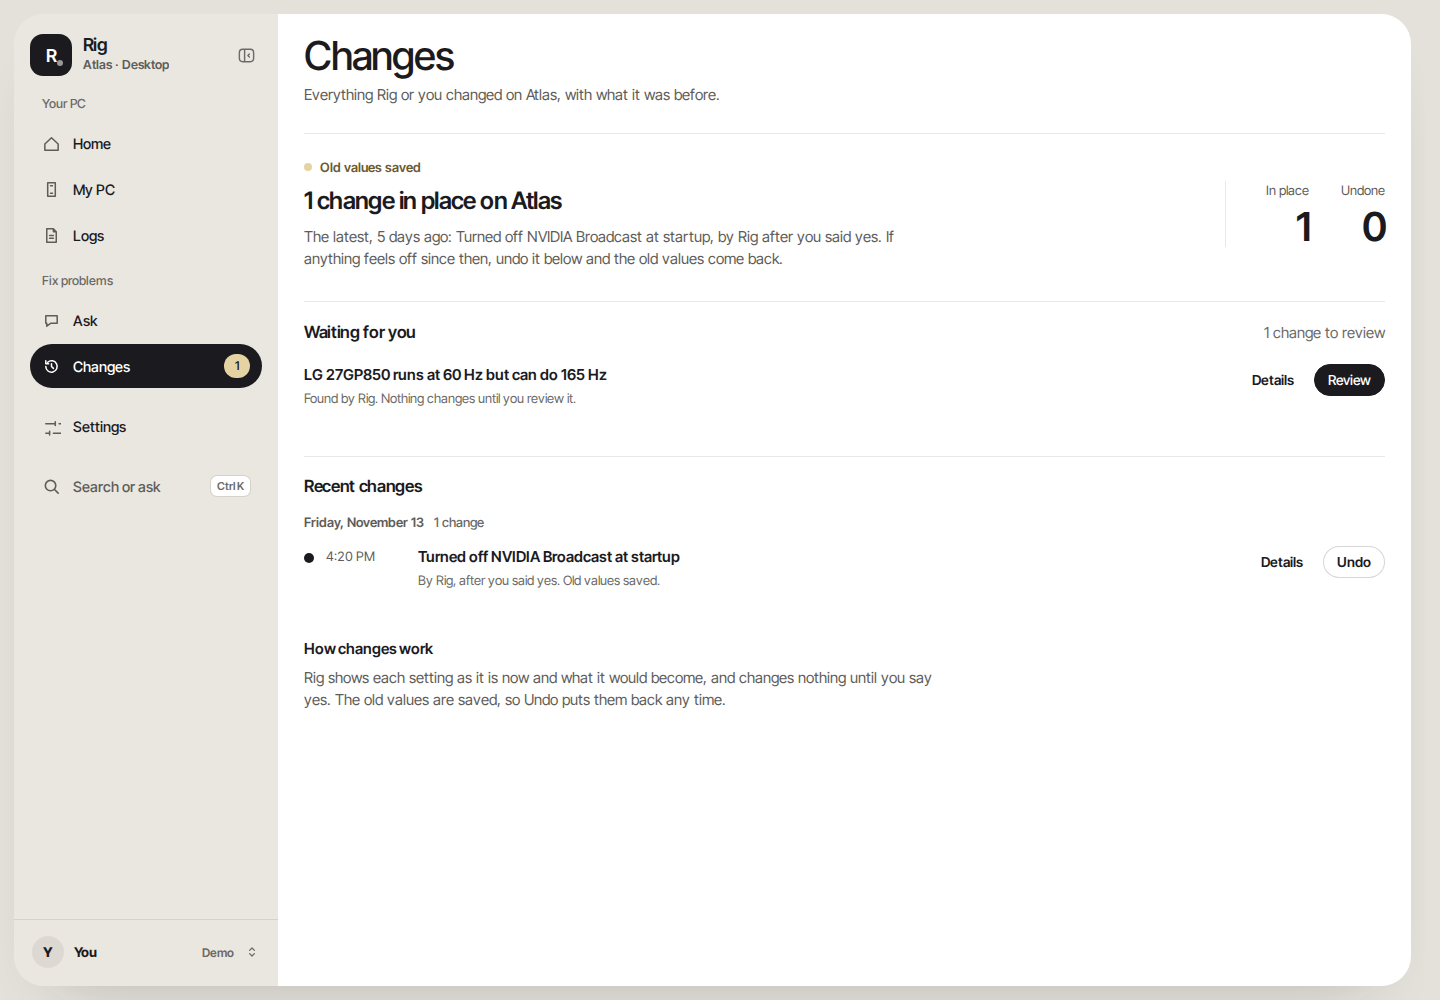 R
Rig
Atlas · Desktop
Your PC
Home
My PC
Logs
Fix problems
Ask
Changes
1
Settings
Search or ask
Ctrl K
Y
You
Demo
Changes
Everything Rig or you changed on Atlas, with what it was before.
Old values saved
1 change in place on Atlas
The latest, 5 days ago: Turned off NVIDIA Broadcast at startup, by Rig after you said yes. If
anything feels off since then, undo it below and the old values come back.
In place
Undone
1
0
Waiting for you
1 change to review
LG 27GP850 runs at 60 Hz but can do 165 Hz
Found by Rig. Nothing changes until you review it.
Details
Review
Recent changes
Friday, November 13 1 change
4:20 PM
Turned off NVIDIA Broadcast at startup
By Rig, after you said yes. Old values saved.
Details
Undo
How changes work
Rig shows each setting as it is now and what it would become, and changes nothing until you say
yes. The old values are saved, so Undo puts them back any time.